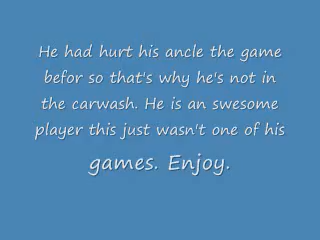 He had hurt his ancle the game
befor so that's why he's not in
the carwash. He is an swesome
player this just wasn't one of his
games. Enjoy.